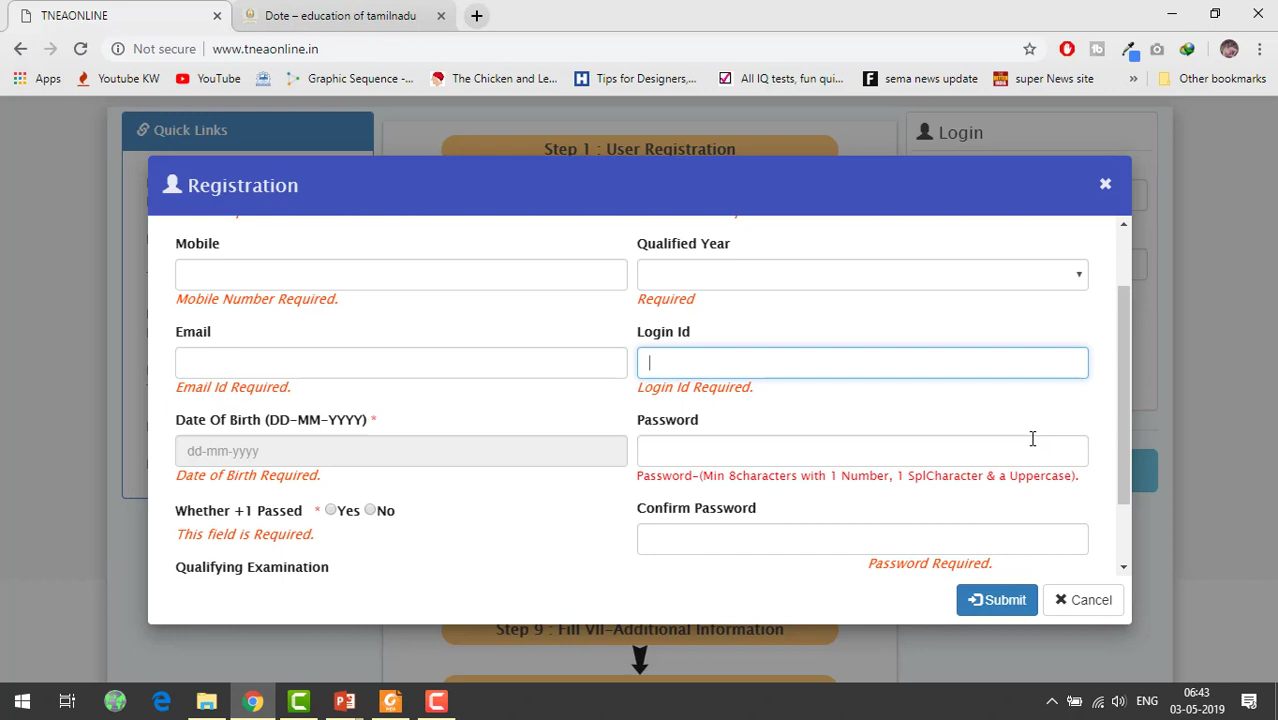 TNEAONLINE
Dote – education of tamilnadu
Not secure
www.tneaonline.in
Apps
Youtube KW
YouTube
Graphic Sequence -...
The Chicken and Le...
Tips for Designers,...
All IQ tests, fun qui...
sema news update
super News site
»
Other bookmarks
Quick Links
Step 1 : User Registration
Login
Registration
Mobile
Qualified Year
Mobile Number Required.
Required
Email
Login Id
Email Id Required.
Login Id Required.
Date Of Birth (DD-MM-YYYY) *
Password
dd-mm-yyyy
Date of Birth Required.
Password-(Min 8characters with 1 Number, 1 SplCharacter & a Uppercase).
Whether +1 Passed * Yes No
Confirm Password
This field is Required.
Password Required.
Qualifying Examination
Submit
Cancel
Step 9 : Fill VII-Additional Information
ENG
06:43
03-05-2019